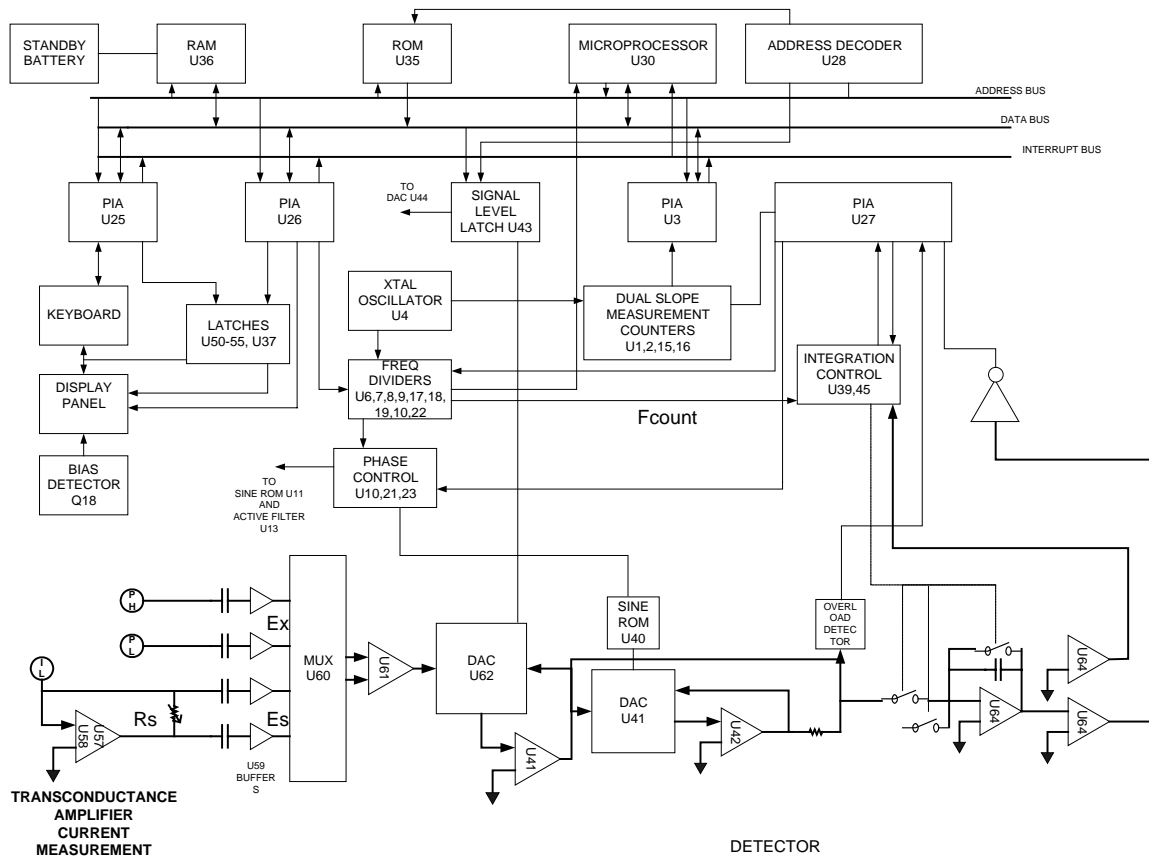 STANDBY
BATTERY
RAM
U36
ROM
U35
MICROPROCESSOR
U30
ADDRESS DECODER
U28
ADDRESS BUS
DATA BUS
INTERRUPT BUS
PIA
U25
PIA
U26
TO
DAC U44
SIGNAL
LEVEL
LATCH U43
PIA
U3
PIA
U27
KEYBOARD
LATCHES
U50-55, U37
XTAL
OSCILLATOR
U4
DUAL SLOPE
MEASUREMENT
COUNTERS
U1,2,15,16
INTEGRATION
CONTROL
U39,45
DISPLAY
PANEL
FREQ
DIVIDERS
U6,7,8,9,17,18,
19,10,22
Fcount
BIAS
DETECTOR
Q18
TO
SINE ROM U11
AND
ACTIVE FILTER
U13
PHASE
CONTROL
U10,21,23
P
H
P
L
I
L
Ex
Es
Rs
U57
U58
U59
BUFFER
S
MUX
U60
U61
DAC
U62
U41
SINE
ROM
U40
DAC
U41
U42
OVERL
OAD
DETEC
TOR
U64
U64
U64
TRANSCONDUCTANCE
AMPLIFIER
CURRENT
MEASUREMENT
DETECTOR